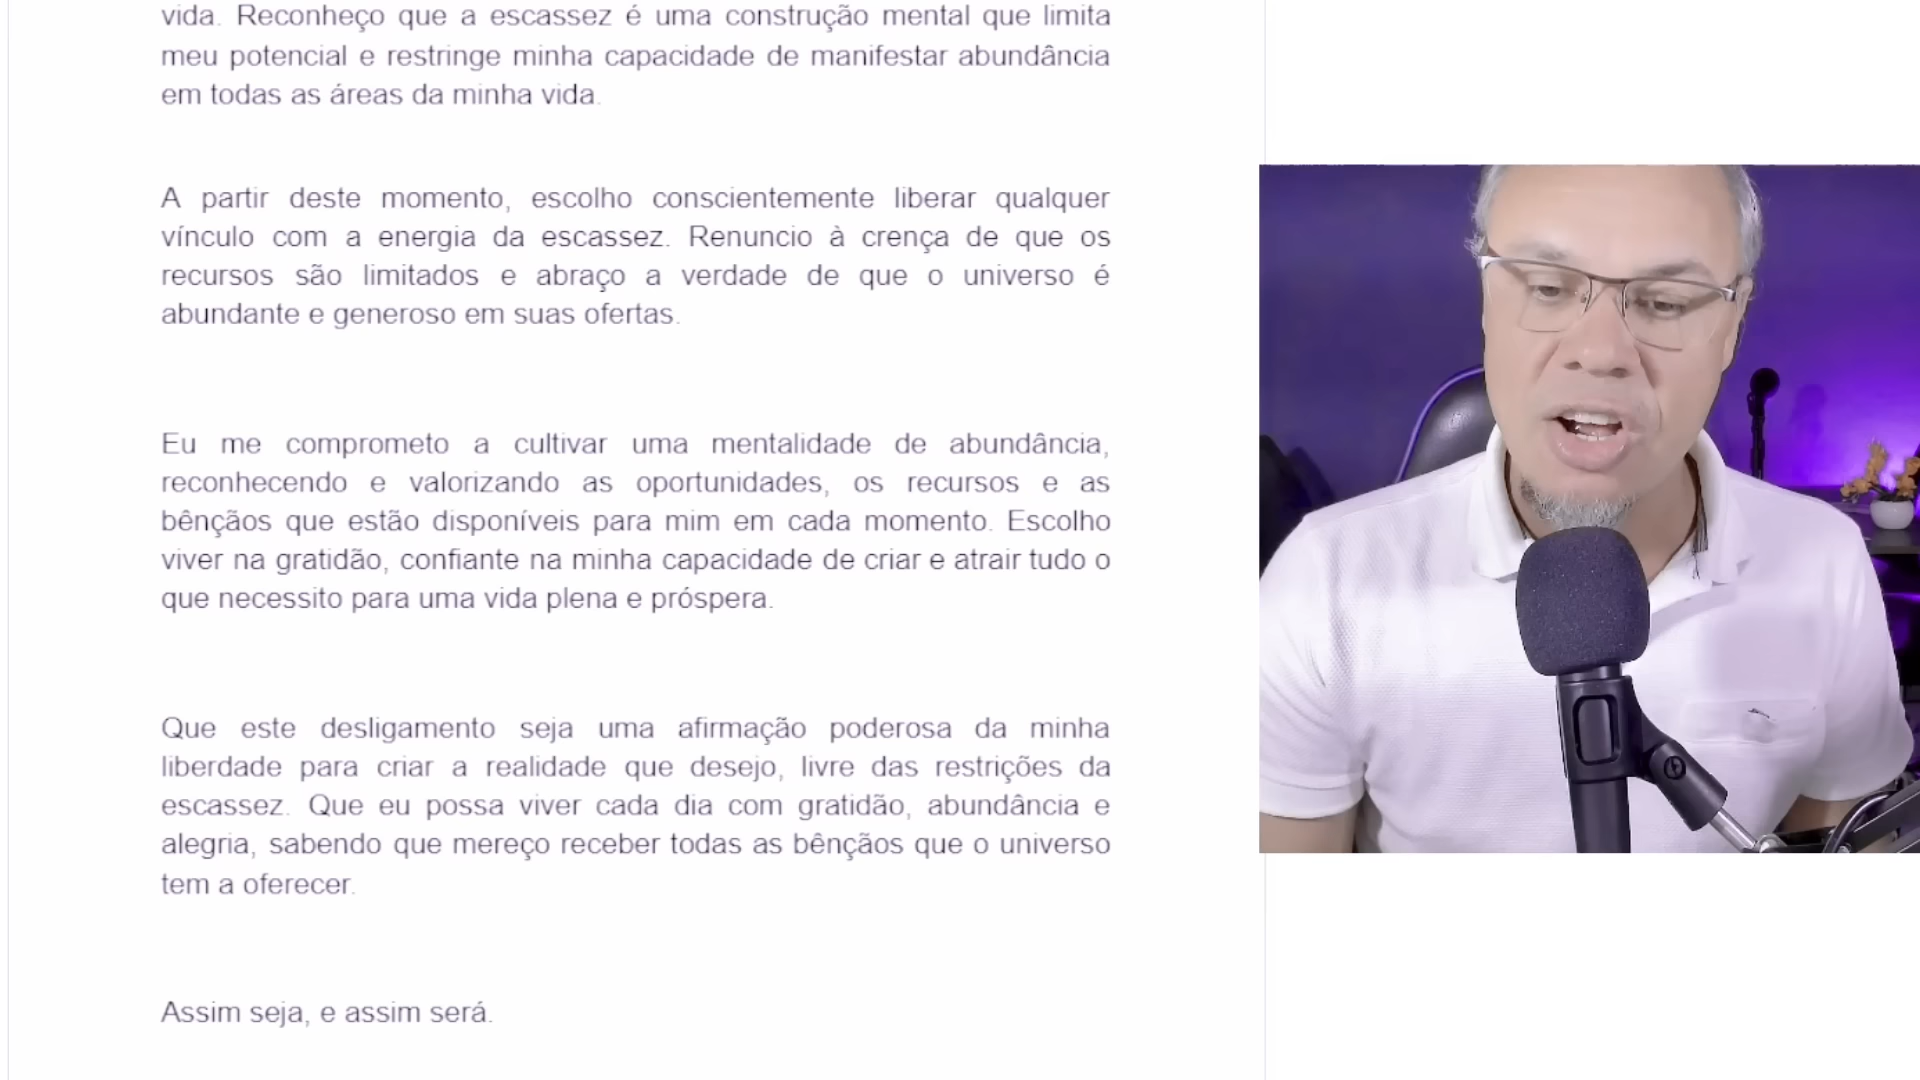 vida. Reconheço que a escassez é uma construção mental que limita
meu potencial e restringe minha capacidade de manifestar abundância
em todas as áreas da minha vida.
A partir deste momento, escolho conscientemente liberar qualquer
vínculo com a energia da escassez. Renuncio à crença de que os
recursos são limitados e abraço a verdade de que o universo é
abundante e generoso em suas ofertas.
Eu me comprometo a cultivar uma mentalidade de abundância,
reconhecendo e valorizando as oportunidades, os recursos e as
bênçãos que estão disponíveis para mim em cada momento. Escolho
viver na gratidão, confiante na minha capacidade de criar e atrair tudo o
que necessito para uma vida plena e próspera.
Que este desligamento seja uma afirmação poderosa da minha
liberdade para criar a realidade que desejo, livre das restrições da
escassez. Que eu possa viver cada dia com gratidão, abundância e
alegria, sabendo que mereço receber todas as bênçãos que o universo
tem a oferecer.
Assim seja, e assim será.